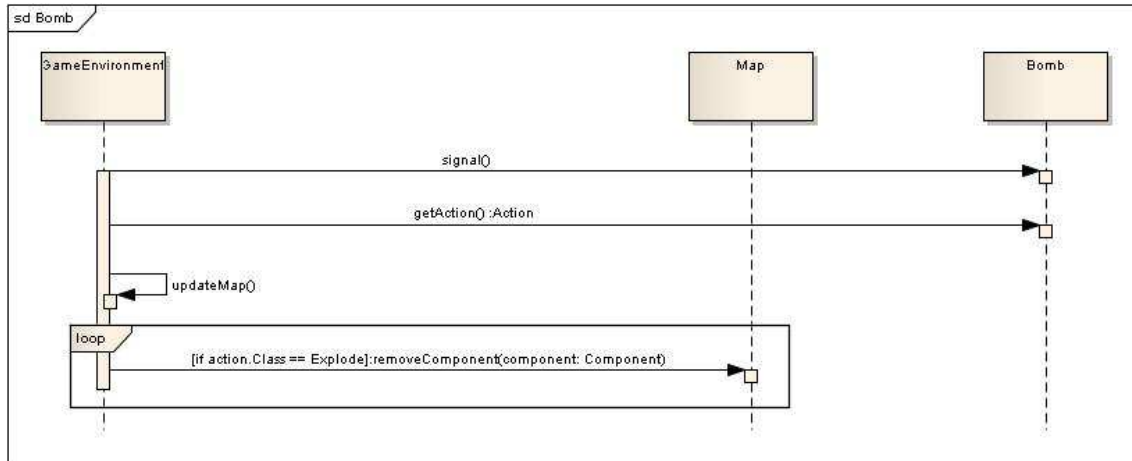 sd Bomb
GameEnvironment
Map
Bomb
signal()
getAction() :Action
updateMap()
loop
[if action.Class == Explode]:removeComponent(component: Component)